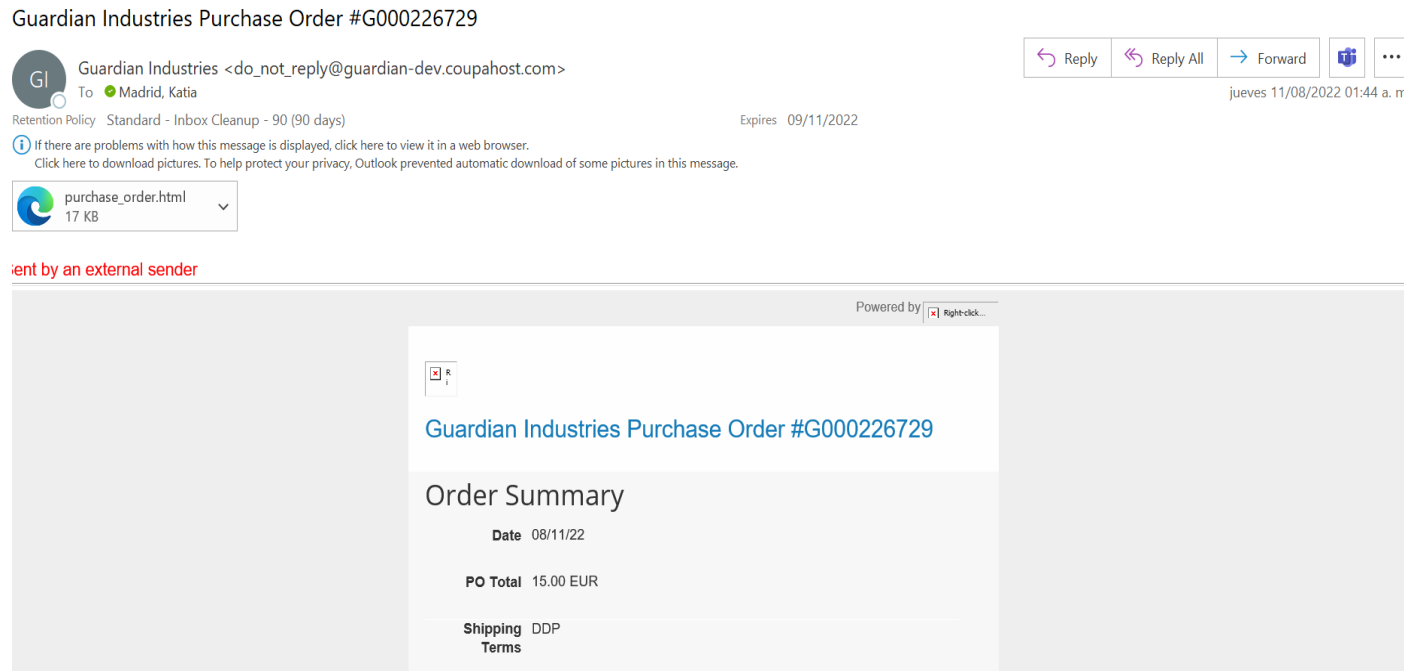 Guardian Industries Purchase Order #G000226729
GI
Guardian Industries <do_not_reply@guardian-dev.coupahost.com>
To Madrid, Katia
Reply
Reply All
Forward
jueves 11/08/2022 01:44 a. m
Retention Policy Standard - Inbox Cleanup - 90 (90 days)
Expires 09/11/2022
If there are problems with how this message is displayed, click here to view it in a web browser.
Click here to download pictures. To help protect your privacy, Outlook prevented automatic download of some pictures in this message.
purchase_order.html
17 KB
ent by an external sender
Powered by Right-click...
R
i
Guardian Industries Purchase Order #G000226729
Order Summary
Date 08/11/22
PO Total 15.00 EUR
Shipping DDP
Terms